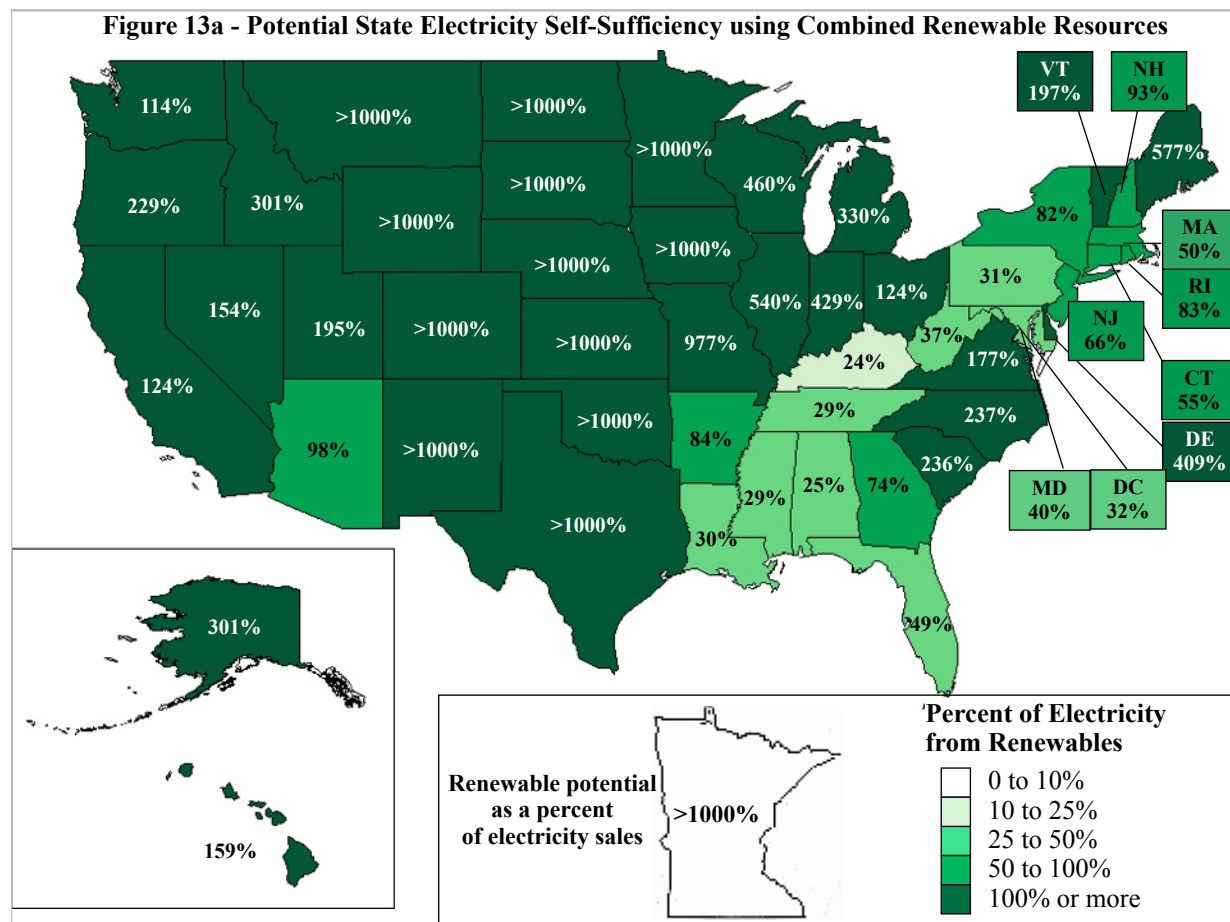 Figure 13a - Potential State Electricity Self-Sufficiency using Combined Renewable Resources
VT
197%
NH
93%
114%
>1000%
>1000%
>1000%
577%
229%
301%
>1000%
>1000%
460%
330%
82%
MA
50%
>1000%
>1000%
31%
RI
83%
154%
195%
>1000%
>1000%
977%
540%
429%
124%
37%
NJ
66%
124%
24%
177%
CT
55%
98%
>1000%
>1000%
84%
29%
237%
236%
DE
409%
>1000%
30%
29%
25%
74%
MD
40%
DC
32%
49%
301%
159%
Renewable potential
as a percent
of electricity sales
>1000%
Percent of Electricity
from Renewables
0 to 10%
10 to 25%
25 to 50%
50 to 100%
100% or more